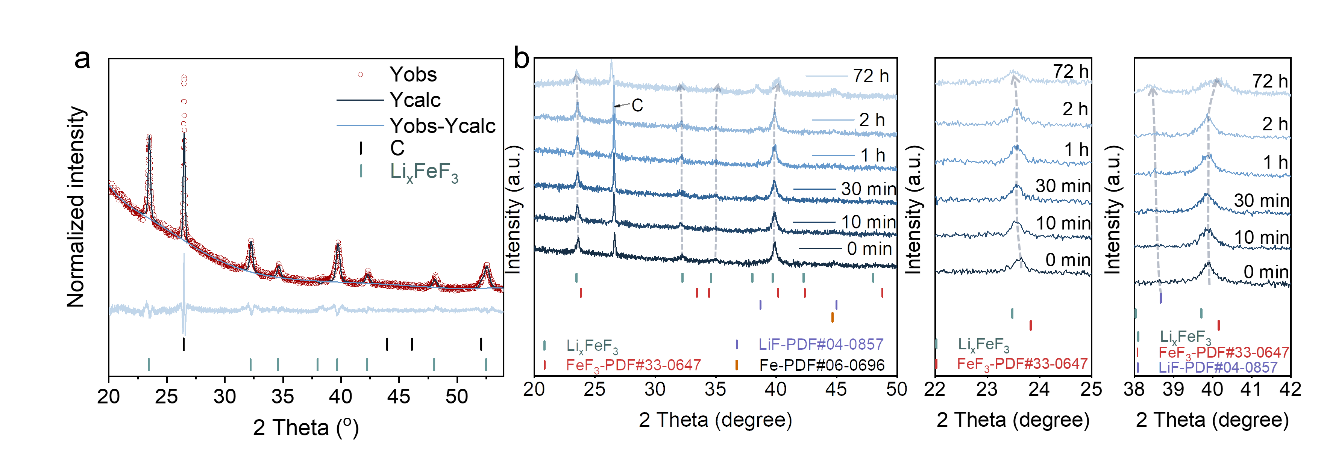 a
Yobs
Ycalc
Yobs-Ycalc
C
LiₓFeF₃
Normalized intensity
20 25 30 35 40 45 50
2 Theta (°)
b
72 h
C
2 h
1 h
30 min
10 min
0 min
Intensity (a.u.)
LiₓFeF₃
LiF-PDF#04-0857
FeF₃-PDF#33-0647
Fe-PDF#06-0696
20 25 30 35 40 45 50
2 Theta (degree)
72 h
2 h
1 h
30 min
10 min
0 min
Intensity (a.u.)
LiₓFeF₃
FeF₃-PDF#33-0647
22 23 24 25
2 Theta (degree)
72 h
2 h
1 h
30 min
10 min
0 min
Intensity (a.u.)
LiₓFeF₃
FeF₃-PDF#33-0647
LiF-PDF#04-0857
38 39 40 41 42
2 Theta (degree)